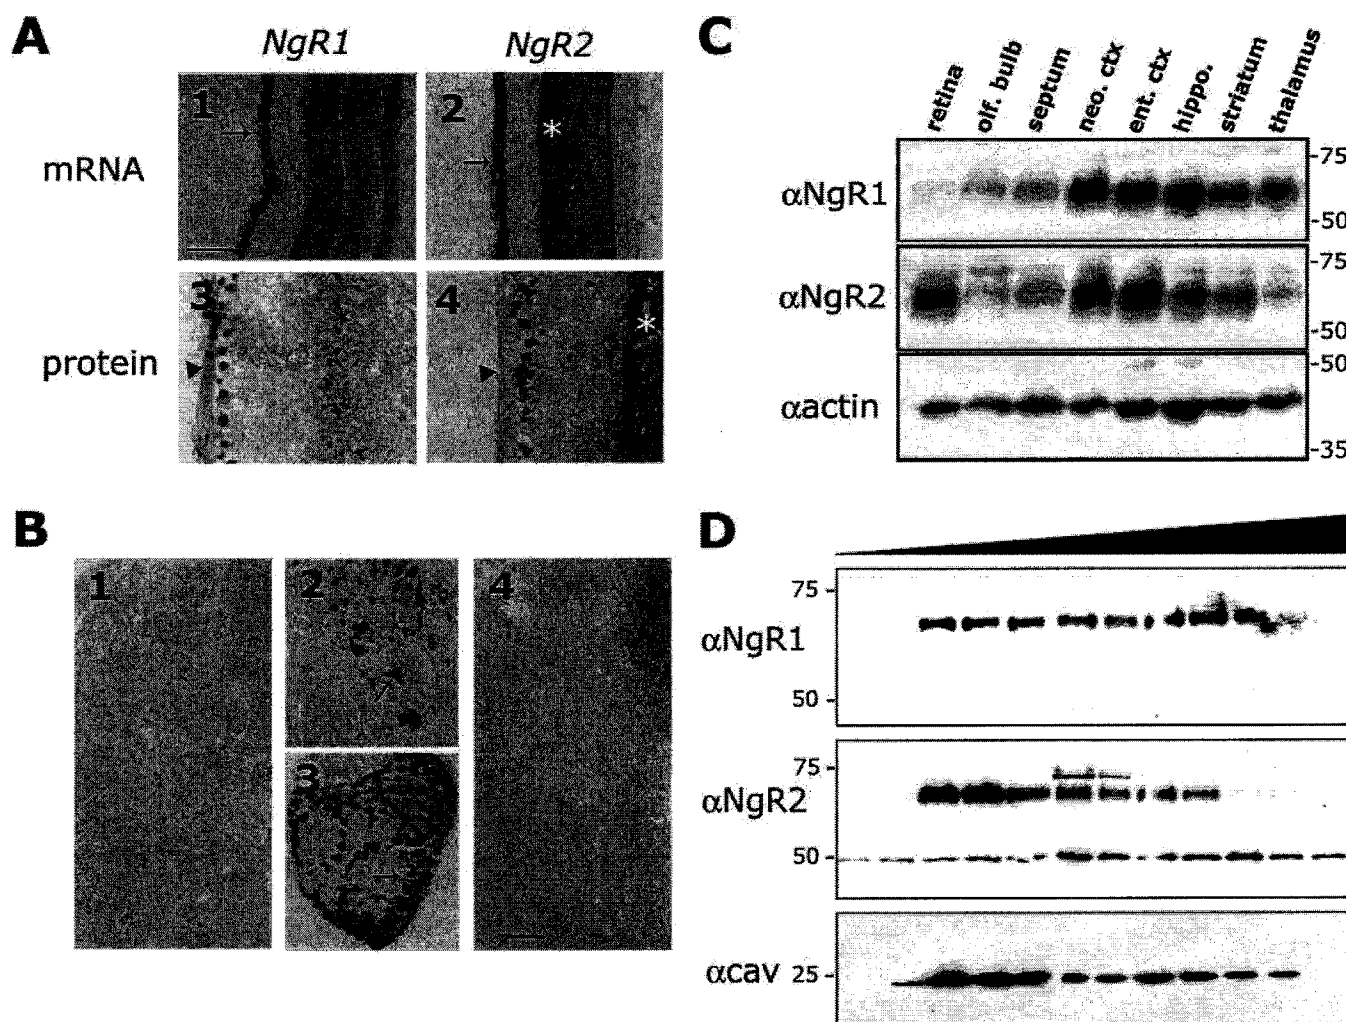 A
NgR1
NgR2
mRNA
1
2
*
protein
3
4
*
B
1
2
3
4
C
retina
olf. bulb
septum
neo. ctx
ent. ctx
hippo.
striatum
thalamus
αNgR1
-75
-50
αNgR2
-75
-50
αactin
-50
-35
D
αNgR1
75 -
50 -
αNgR2
75 -
50 -
αcav
25 -